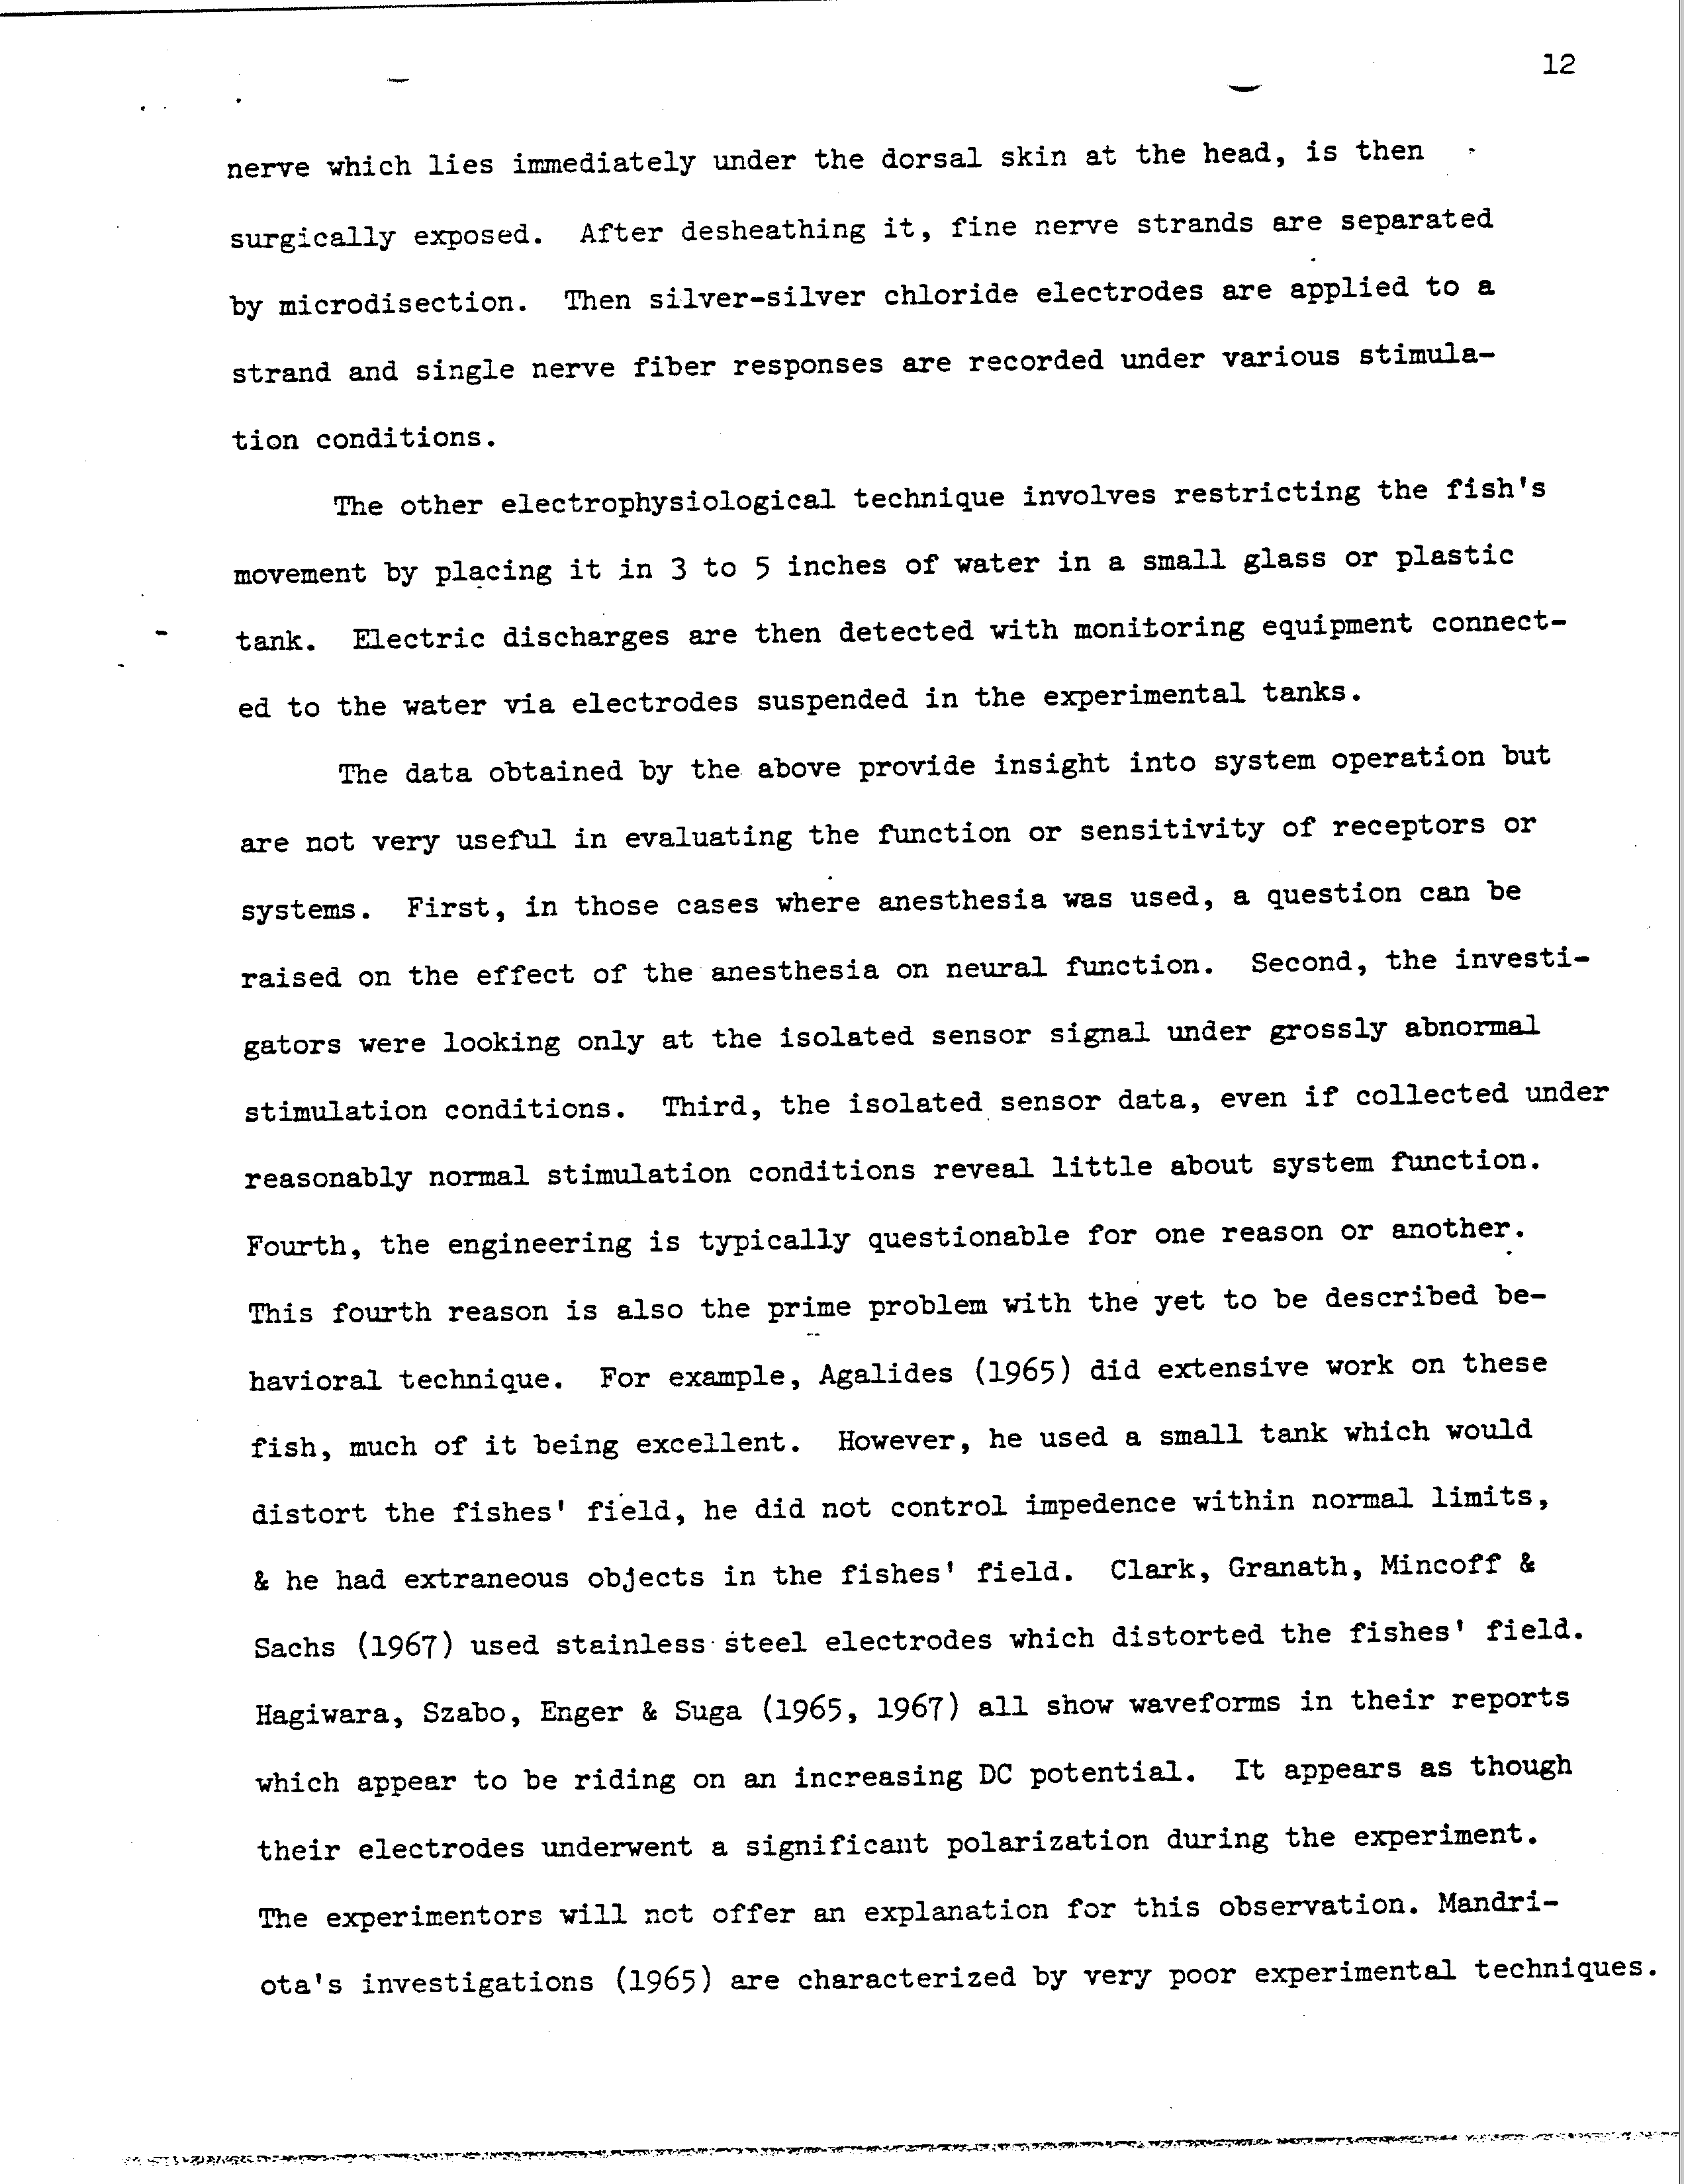 12
nerve which lies immediately under the dorsal skin at the head, is then
surgically exposed. After desheathing it, fine nerve strands are separated
by microdisection. Then silver-silver chloride electrodes are applied to a
strand and single nerve fiber responses are recorded under various stimula-
tion conditions.
The other electrophysiological technique involves restricting the fish's
movement by placing it in 3 to 5 inches of water in a small glass or plastic
tank. Electric discharges are then detected with monitoring equipment connect-
ed to the water via electrodes suspended in the experimental tanks.
The data obtained by the above provide insight into system operation but
are not very useful in evaluating the function or sensitivity of receptors or
systems. First, in those cases where anesthesia was used, a question can be
raised on the effect of the anesthesia on neural function. Second, the investi-
gators were looking only at the isolated sensor signal under grossly abnormal
stimulation conditions. Third, the isolated sensor data, even if collected under
reasonably normal stimulation conditions reveal little about system function.
Fourth, the engineering is typically questionable for one reason or another.
This fourth reason is also the prime problem with the yet to be described be-
havioral technique. For example, Agalides (1965) did extensive work on these
fish, much of it being excellent. However, he used a small tank which would
distort the fishes' field, he did not control impedence within normal limits,
& he had extraneous objects in the fishes' field. Clark, Granath, Mincoff &
Sachs (1967) used stainless steel electrodes which distorted the fishes' field.
Hagiwara, Szabo, Enger & Suga (1965, 1967) all show waveforms in their reports
which appear to be riding on an increasing DC potential. It appears as though
their electrodes underwent a significant polarization during the experiment.
The experimentors will not offer an explanation for this observation. Mandri-
ota's investigations (1965) are characterized by very poor experimental techniques.